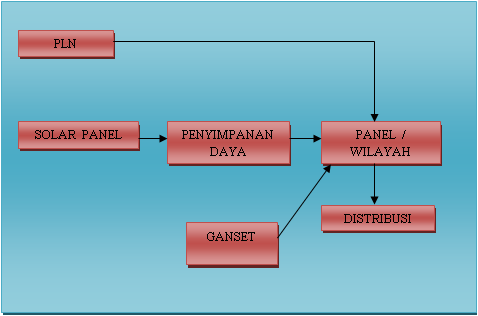 PLN
SOLAR PANEL
PENYIMPANAN
DAYA
PANEL /
WILAYAH
GANSET
DISTRIBUSI